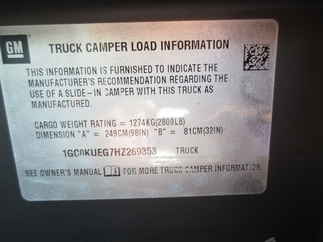 GM
TRUCK CAMPER LOAD INFORMATION
THIS INFORMATION IS FURNISHED TO INDICATE THE
MANUFACTURER'S RECOMMENDATION REGARDING THE
USE OF A SLIDE-IN CAMPER WITH THIS TRUCK AS
MANUFACTURED.
CARGO WEIGHT RATING = 1274KG(2809LB)
DIMENSION "A" = 249CM(98IN) "B" = 81CM(32IN)
1GC0KUEG7HZ269353 TRUCK
SEE OWNER'S MANUAL FOR MORE TRUCK CAMPER INFORMATION